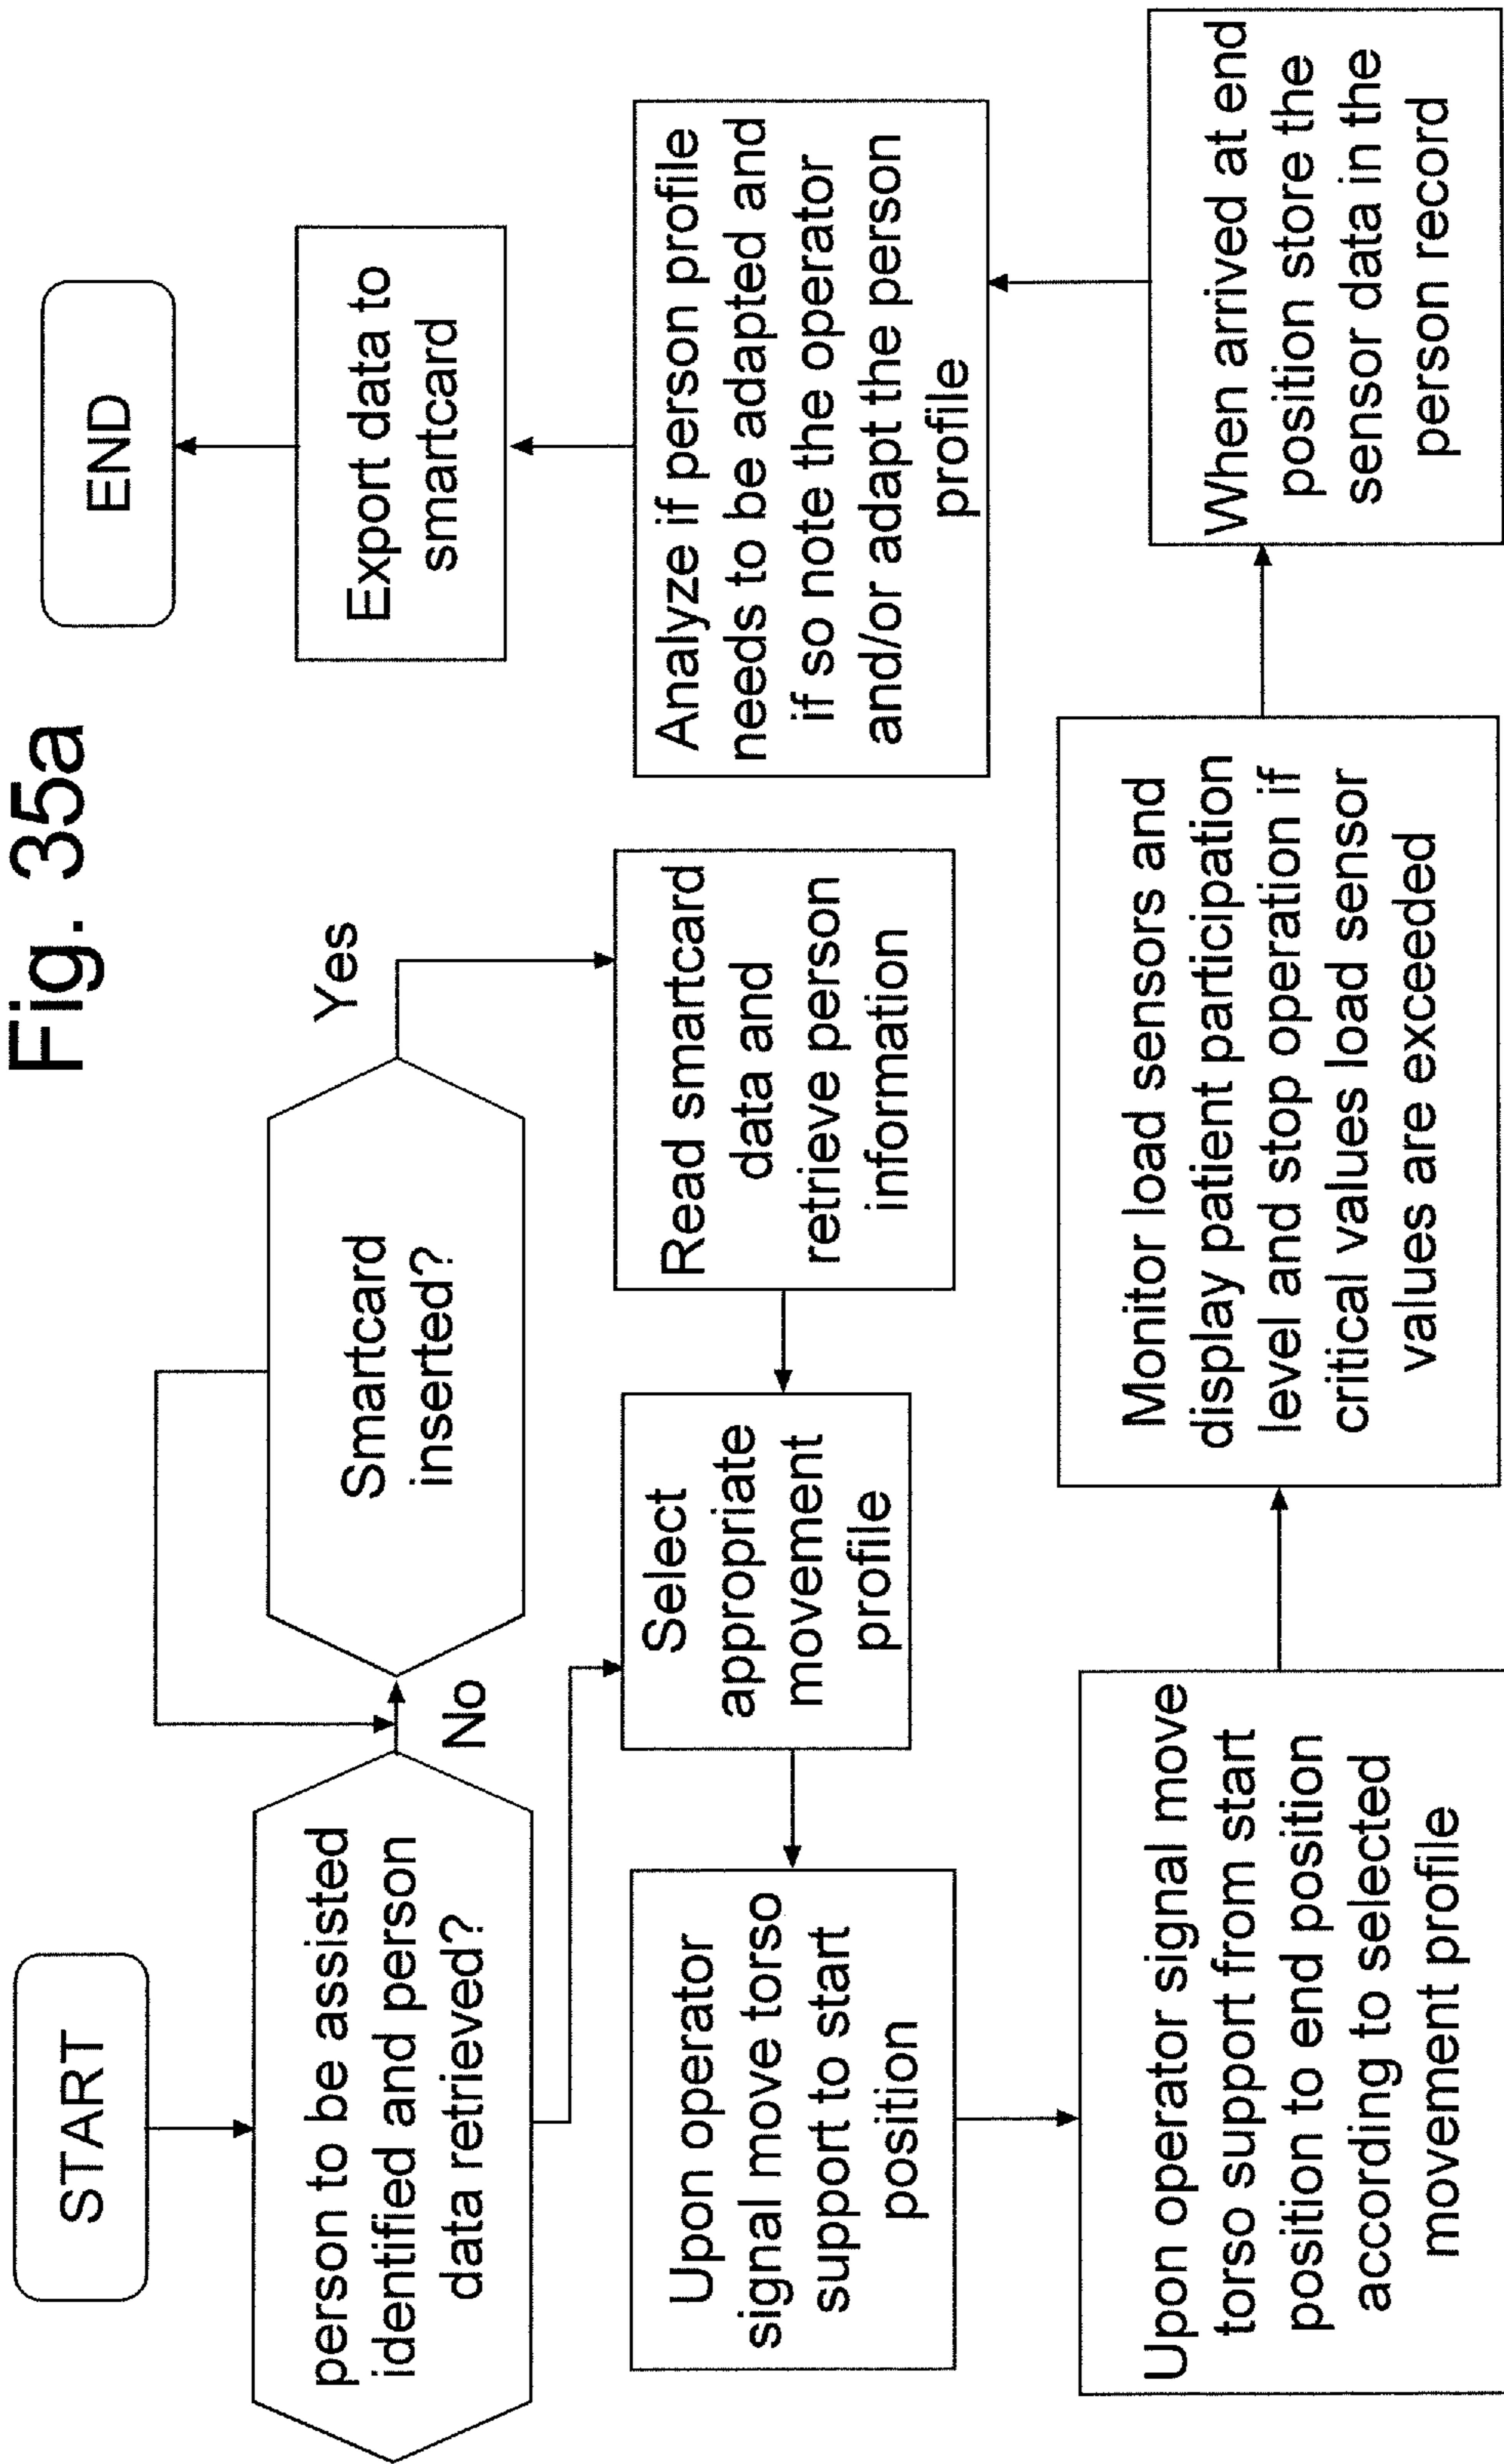 Fig. 35a
START
person to be assisted
identified and person
data retrieved?
No
Smartcard
inserted?
Yes
Read smartcard
data and
retrieve person
information
Select
appropriate
movement
profile
Upon operator
signal move torso
support to start
position
Upon operator signal move
torso support from start
position to end position
according to selected
movement profile
Monitor load sensors and
display patient participation
level and stop operation if
critical values load sensor
values are exceeded
When arrived at end
position store the
sensor data in the
person record
Analyze if person profile
needs to be adapted and
if so note the operator
and/or adapt the person
profile
Export data to
smartcard
END